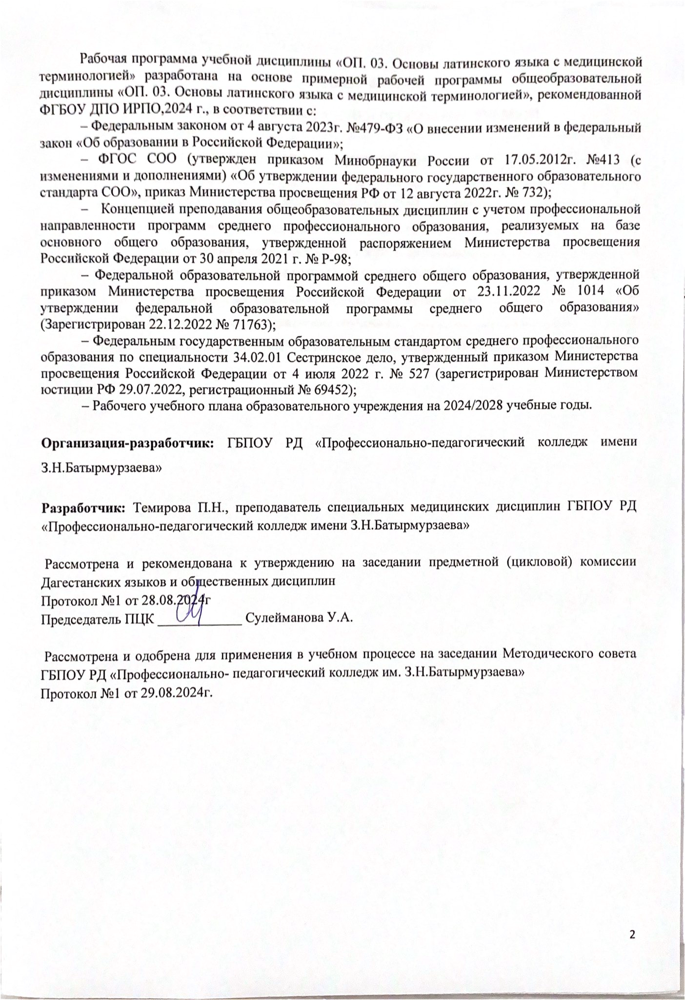 Рабочая программа учебной дисциплины «ОП. 03. Основы латинского языка с медицинской
терминологией» разработана на основе примерной рабочей программы общеобразовательной
дисциплины «ОП. 03. Основы латинского языка с медицинской терминологией», рекомендованной
ФГБОУ ДПО ИРПО,2024 г., в соответствии с:
– Федеральным законом от 4 августа 2023г. №479-ФЗ «О внесении изменений в федеральный
закон «Об образовании в Российской Федерации»;
– ФГОС СОО (утвержден приказом Минобрнауки России от 17.05.2012г. №413 (с
изменениями и дополнениями) «Об утверждении федерального государственного образовательного
стандарта СОО», приказ Министерства просвещения РФ от 12 августа 2022г. № 732);
– Концепцией преподавания общеобразовательных дисциплин с учетом профессиональной
направленности программ среднего профессионального образования, реализуемых на базе
основного общего образования, утвержденной распоряжением Министерства просвещения
Российской Федерации от 30 апреля 2021 г. № Р-98;
– Федеральной образовательной программой среднего общего образования, утвержденной
приказом Министерства просвещения Российской Федерации от 23.11.2022 № 1014 «Об
утверждении федеральной образовательной программы среднего общего образования»
(Зарегистрирован 22.12.2022 № 71763);
– Федеральным государственным образовательным стандартом среднего профессионального
образования по специальности 34.02.01 Сестринское дело, утвержденный приказом Министерства
просвещения Российской Федерации от 4 июля 2022 г. № 527 (зарегистрирован Министерством
юстиции РФ 29.07.2022, регистрационный № 69452);
– Рабочего учебного плана образовательного учреждения на 2024/2028 учебные годы.
Организация-разработчик: ГБПОУ РД «Профессионально-педагогический колледж имени
З.Н.Батырмурзаева»
Разработчик: Темирова П.Н., преподаватель специальных медицинских дисциплин ГБПОУ РД
«Профессионально-педагогический колледж имени З.Н.Батырмурзаева»
Рассмотрена и рекомендована к утверждению на заседании предметной (цикловой) комиссии
Дагестанских языков и общественных дисциплин
Протокол №1 от 28.08.2024г
Председатель ПЦК ____________ Сулейманова У.А.
Рассмотрена и одобрена для применения в учебном процессе на заседании Методического совета
ГБПОУ РД «Профессионально- педагогический колледж им. З.Н.Батырмурзаева»
Протокол №1 от 29.08.2024г.
2